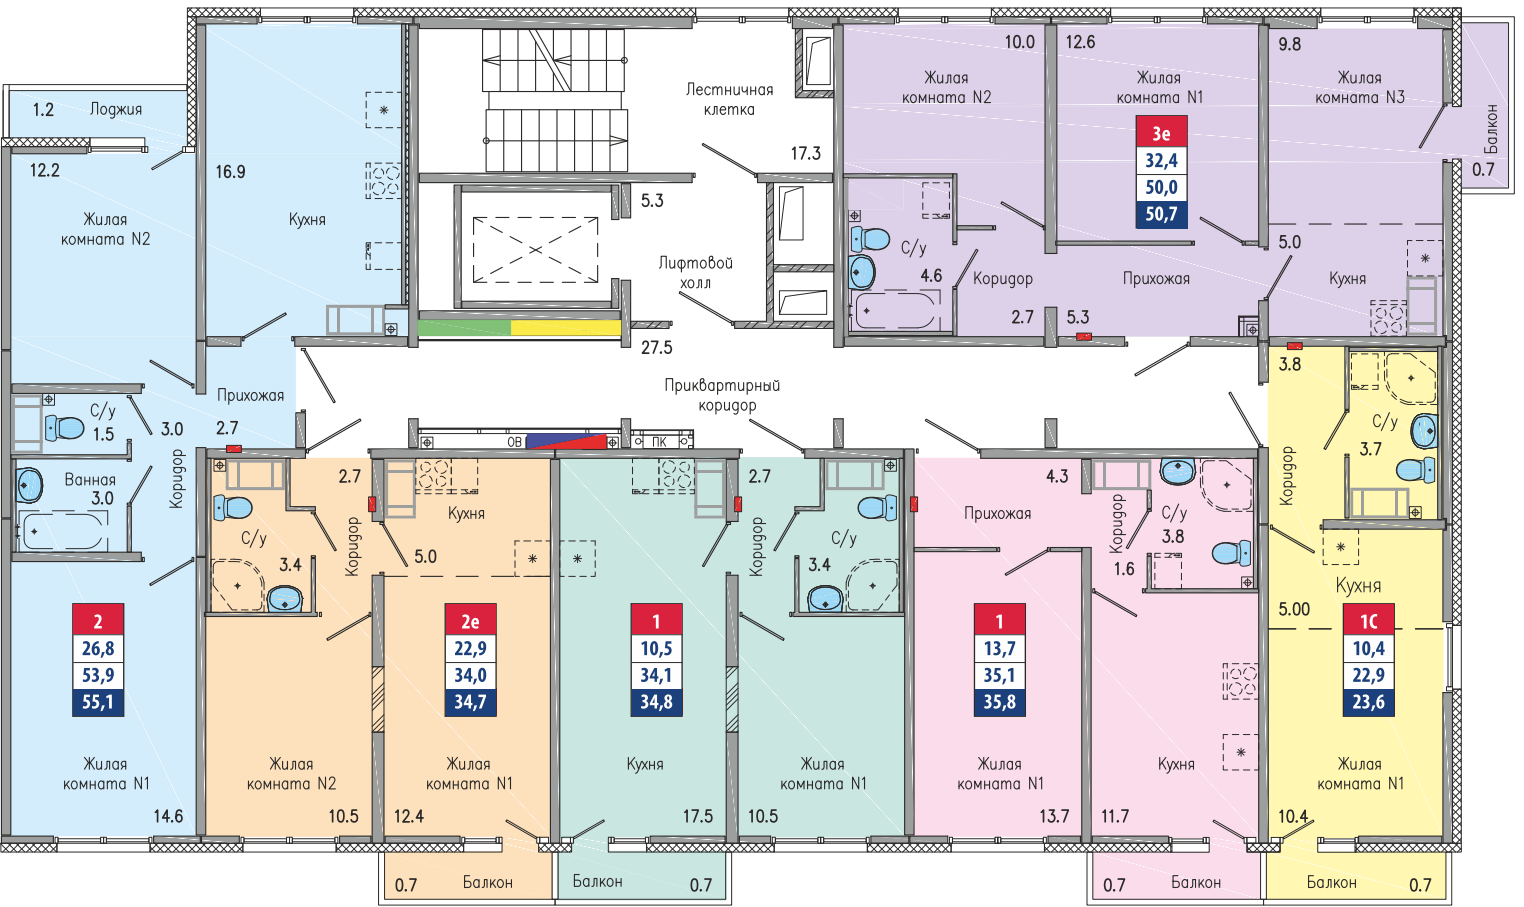 1.2 Лоджия
12.2
Жилая
комната N2
16.9
Кухня
Лестничная
клетка
17.3
5.3
Лифтовой
холл
27.5
Приквартирный
коридор
10.0
Жилая
комната N2
12.6
Жилая
комната N1
3е
32,4
50,0
50,7
9.8
Жилая
комната N3
Балкон
0.7
С/у
4.6
Коридор
2.7
Прихожая
5.3
5.0
Кухня
Прихожая
2.7
С/у
1.5
3.0
Коридор
Ванная
3.0
2
26,8
53,9
55,1
Жилая
комната N1
14.6
2.7
Коридор
С/у
3.4
Жилая
комната N2
10.5
Кухня
5.0
2е
22,9
34,0
34,7
Жилая
комната N1
12.4
0.7 Балкон
ОВ
ПК
1
10,5
34,1
34,8
Кухня
17.5
Балкон 0.7
2.7
Коридор
С/у
3.4
Жилая
комната N1
10.5
4.3
Прихожая
1
13,7
35,1
35,8
Жилая
комната N1
13.7
Коридор
1.6
С/у
3.8
Кухня
11.7
0.7 Балкон
3.8
Коридор
С/у
3.7
Кухня
5.00
1С
10,4
22,9
23,6
Жилая
комната N1
10.4
Балкон 0.7